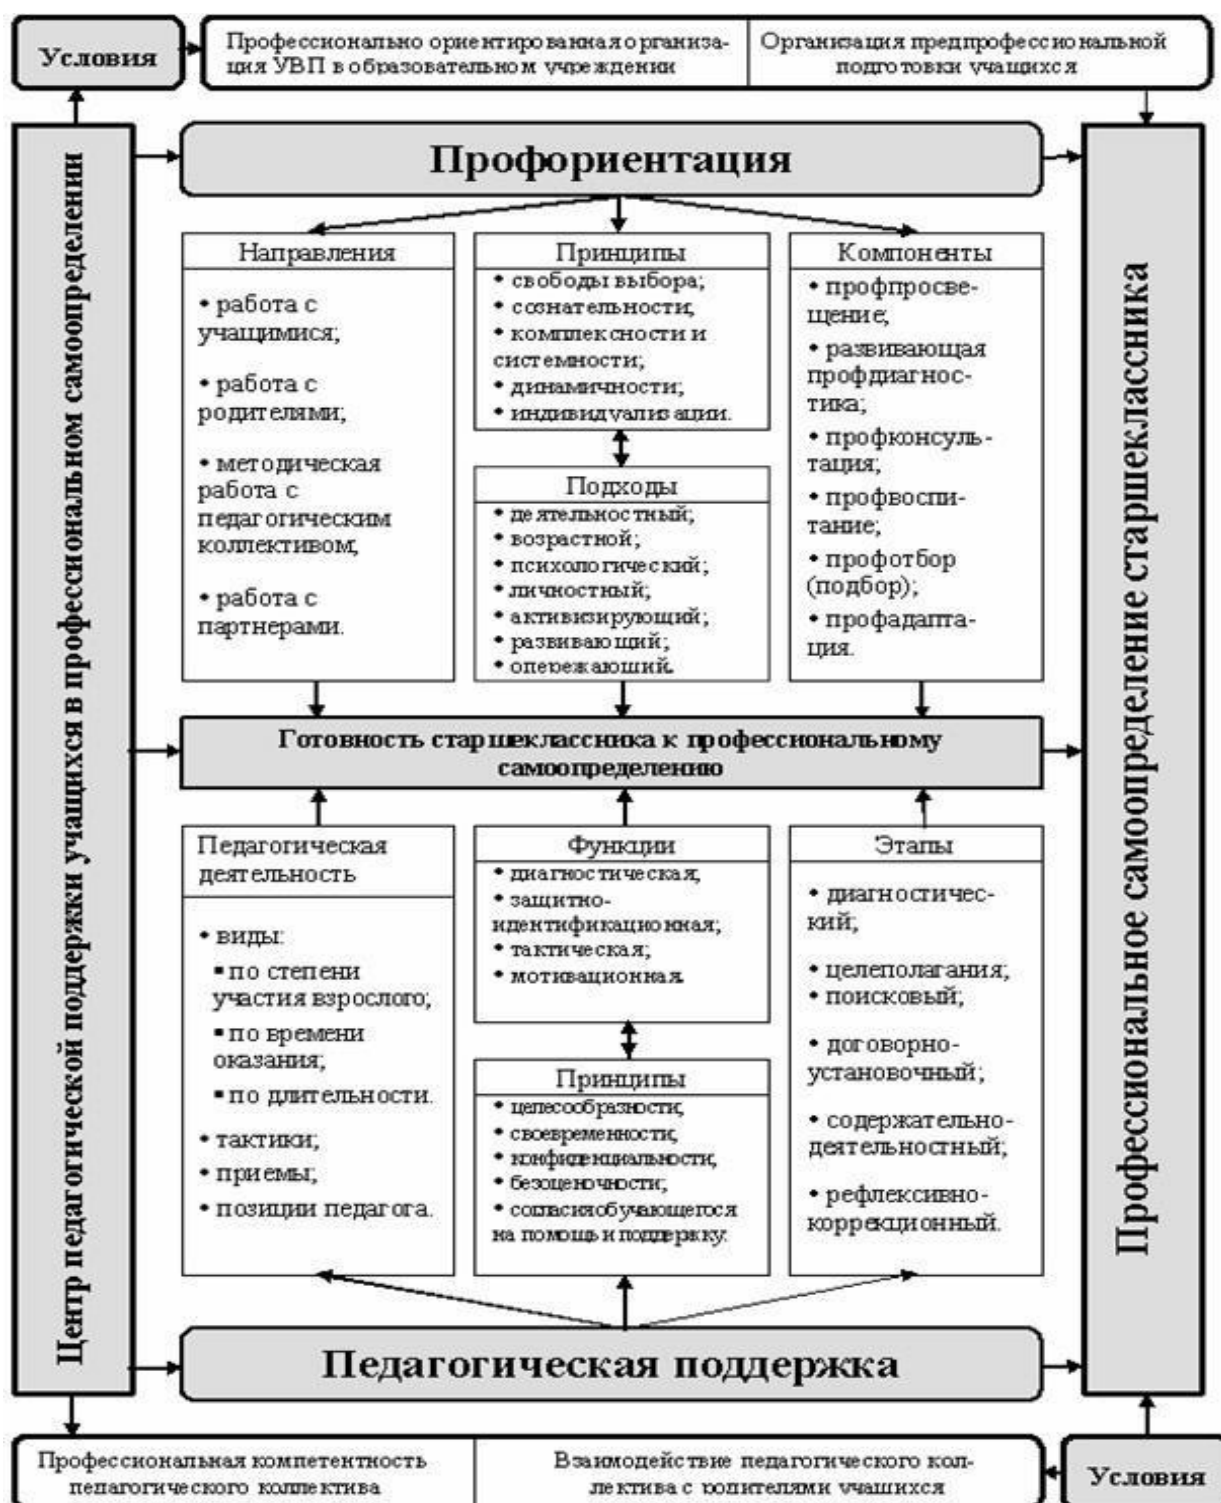 Условия
Профессионально ориентированная организа-
ция УВП в образовательном учреждении
Организация предпрофессиональной
подготовки учащихся
Центр педагогической поддержки учащихся в профессиональном самоопределении
Профориентация
Направления
• работа с
учащимися;
• работа с
родителями;
• методическая
работа с
педагогическим
коллективом;
• работа с
партнерами.
Принципы
• свободы выбора;
• сознательности;
• комплексности и
системности;
• динамичности;
• индивидуализации.
Подходы
• деятельностный;
• возрастной;
• психологический;
• личностный;
• активизирующий;
• развивающий;
• опережающий.
Компоненты
• профпросве-
щение;
• развивающая
профдиагнос-
тика;
• профконсуль-
тация;
• профвоспи-
тание;
• профотбор
(подбор);
• профадапта-
ция.
Готовность старшеклассника к профессиональному
самоопределению
Педагогическая
деятельность
• виды:
▪ по степени
участия взрослого;
▪ по времени
оказания;
▪ по длительности.
• тактики;
• приемы;
• позиции педагога.
Функции
• диагностическая;
• защитно-
идентификационная;
• тактическая;
• мотивационная.
Принципы
• целесообразности;
• своевременности;
• конфиденциальности;
• безоценочности;
• согласия обучающегося
на помощь и поддержку.
Этапы
• диагностичес-
кий;
• целеполагания;
• поисковый;
• договорно-
установочный;
• содержательно-
деятельностный;
• рефлексивно-
коррекционный.
Педагогическая поддержка
Профессиональное самоопределение старшеклассника
Профессиональная компетентность
педагогического коллектива
Взаимодействие педагогического кол-
лектива с родителями учащихся
Условия